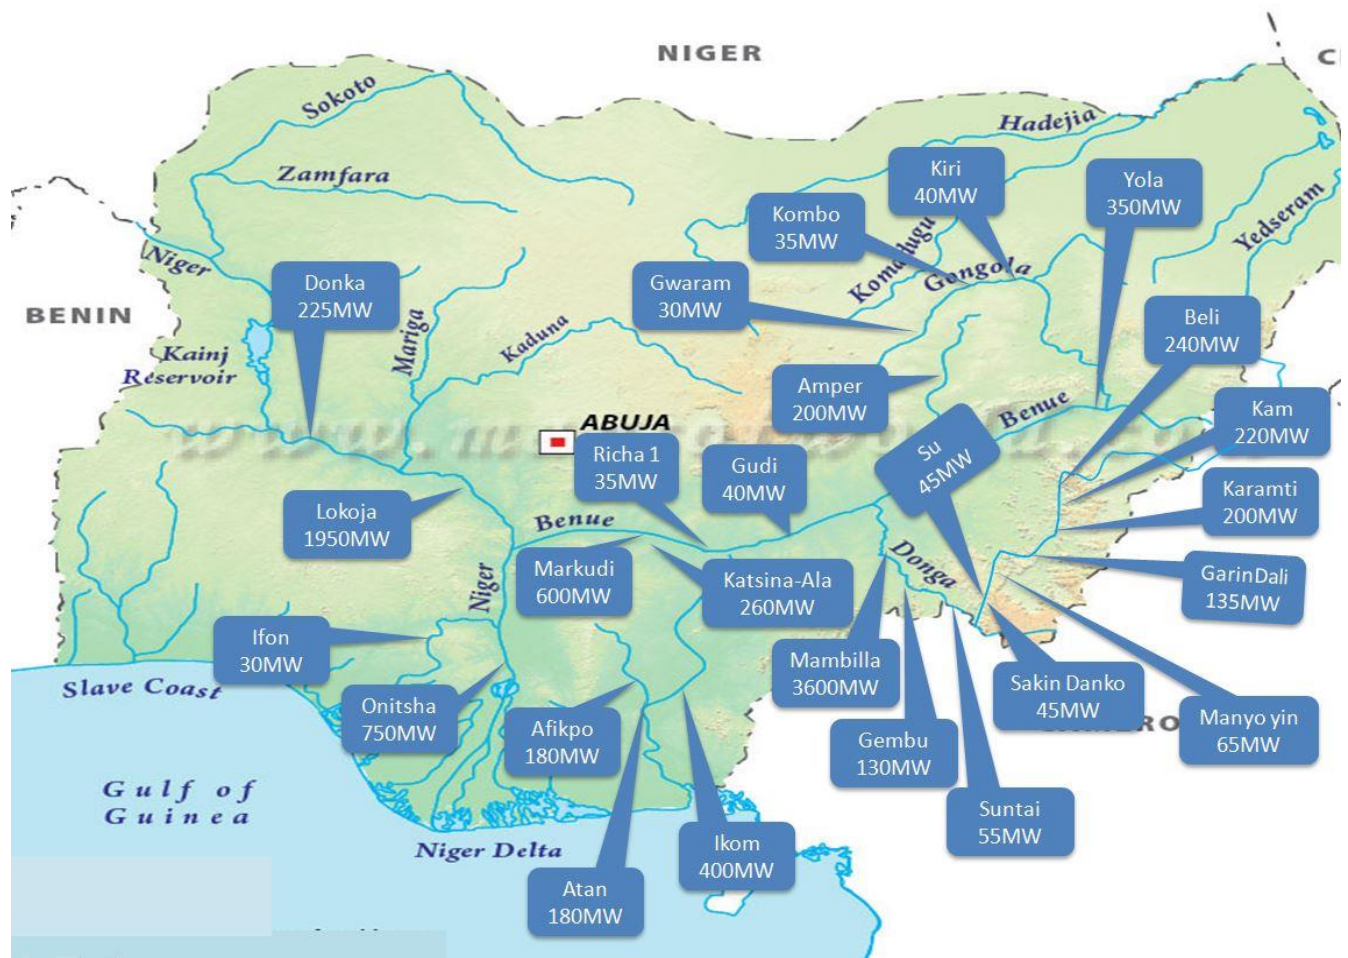 NIGER
C
Sokoto
Hadejia
Zamfara
Kiri
40MW
Yola
350MW
Kombo
35MW
Yedseram
Komadugu
Gongola
Niger
Donka
225MW
Gwaram
30MW
BENIN
Mariga
Kaduna
Beli
240MW
Kainj
Reservoir
Amper
200MW
ABUJA
Benue
Kam
220MW
Su
45MW
Richa 1
35MW
Gudi
40MW
Karamti
200MW
Lokoja
1950MW
Benue
Donga
Markudi
600MW
Katsina-Ala
260MW
GarinDali
135MW
Niger
Ifon
30MW
Mambilla
3600MW
Sakin Danko
45MW
Slave Coast
Onitsha
750MW
Afikpo
180MW
Gembu
130MW
Manyo yin
65MW
RO
Gulf of
Guinea
Suntai
55MW
Niger Delta
Ikom
400MW
Atan
180MW